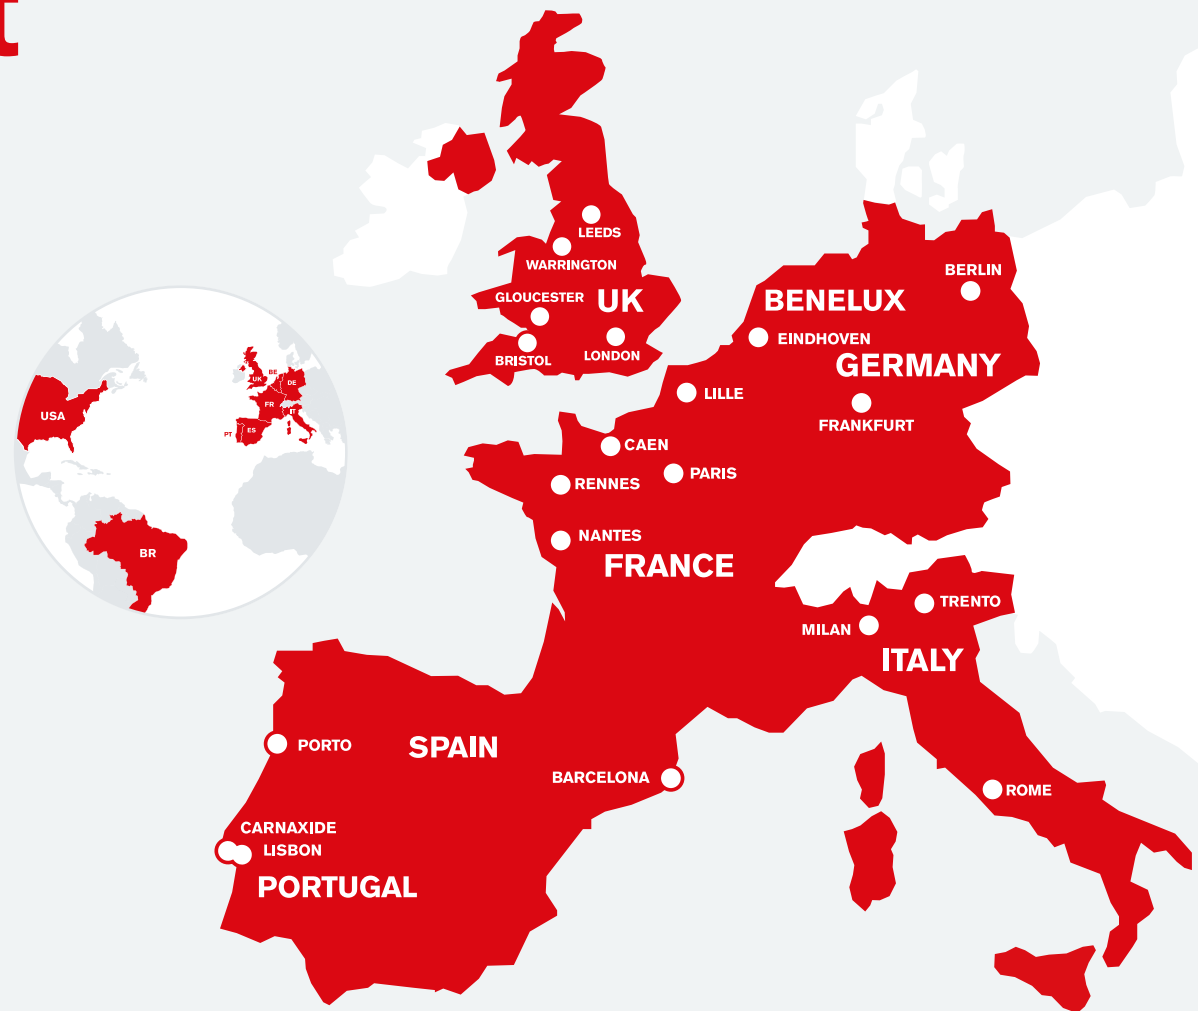 t
LEEDS
WARRINGTON
GLOUCESTER
UK
BRISTOL
LONDON
BERLIN
BENELUX
EINDHOVEN
GERMANY
FRANKFURT
LILLE
CAEN
PARIS
RENNES
NANTES
FRANCE
TRENTO
MILAN
ITALY
PORTO
SPAIN
BARCELONA
ROME
CARNAXIDE
LISBON
PORTUGAL
USA
BR
UK
BE
DE
FR
IT
PT
ES